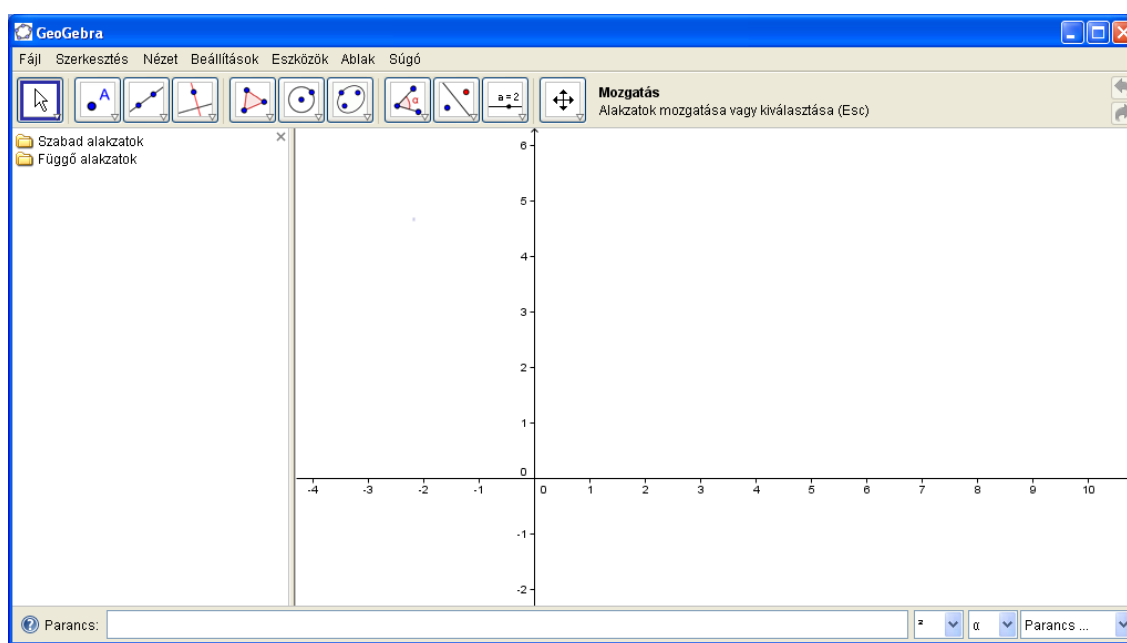 GeoGebra
Fájl Szerkesztés Nézet Beállítások Eszközök Ablak Súgó
A
α
a=2
Mozgatás
Alakzatok mozgatása vagy kiválasztása (Esc)
Szabad alakzatok
Függő alakzatok
6
5
4
3
2
1
0
-4 -3 -2 -1 0 1 2 3 4 5 6 7 8 9 10
-1
-2
Parancs: ² α Parancs ...